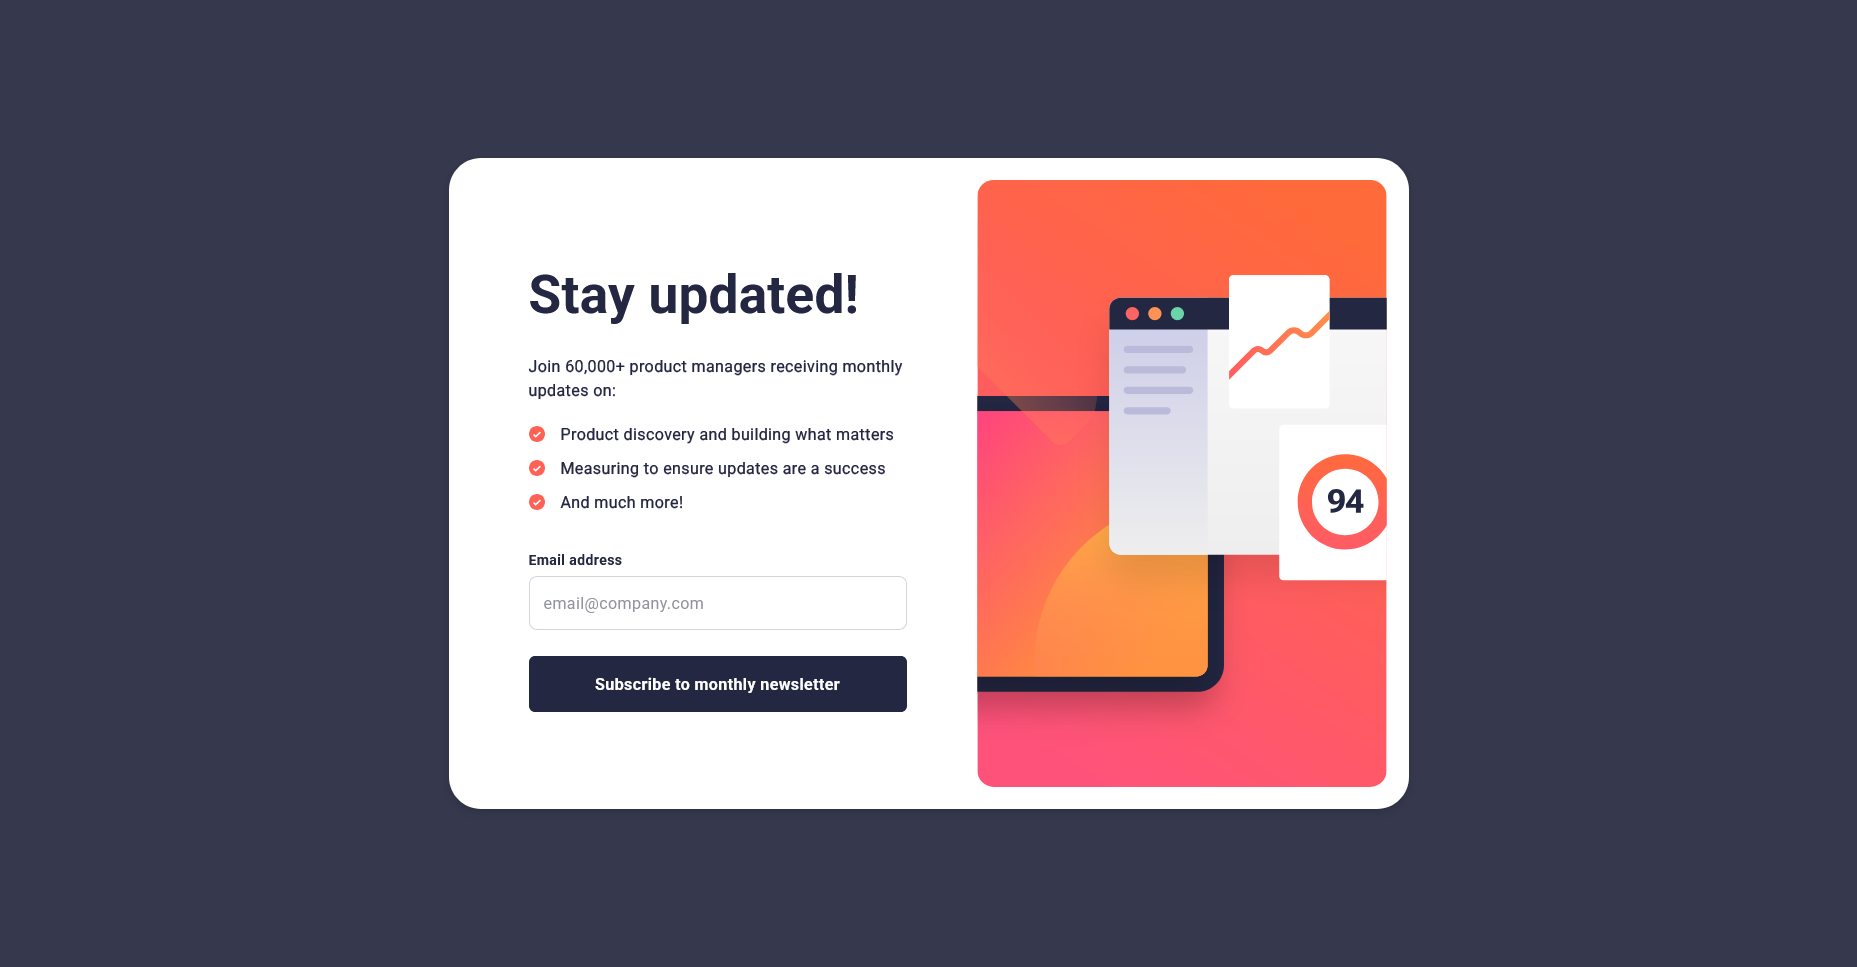 Stay updated!
Join 60,000+ product managers receiving monthly
updates on:
Product discovery and building what matters
Measuring to ensure updates are a success
And much more!
Email address
email@company.com
Subscribe to monthly newsletter
94